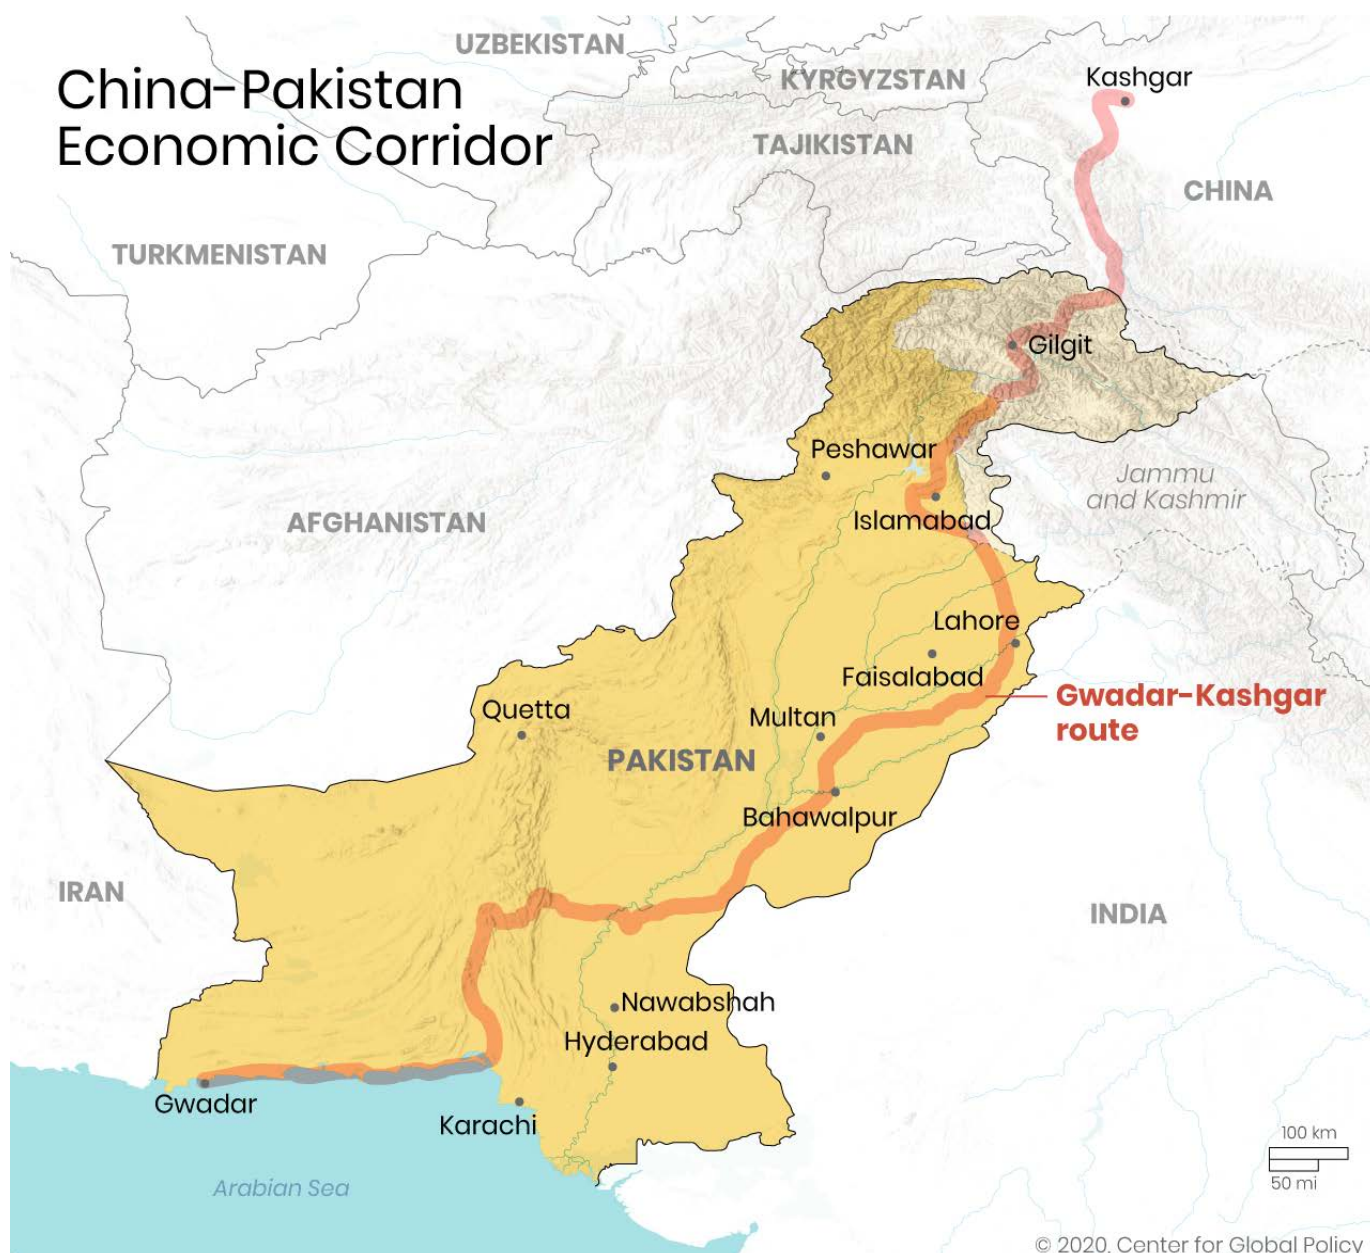 China-Pakistan
Economic Corridor
UZBEKISTAN
KYRGYZSTAN
Kashgar
TAJIKISTAN
CHINA
TURKMENISTAN
Gilgit
Peshawar
Jammu
and Kashmir
Islamabad
AFGHANISTAN
Lahore
Faisalabad
Gwadar-Kashgar
route
Quetta
Multan
PAKISTAN
Bahawalpur
IRAN
INDIA
Nawabshah
Hyderabad
Gwadar
Karachi
100 km
50 mi
Arabian Sea
© 2020, Center for Global Policy